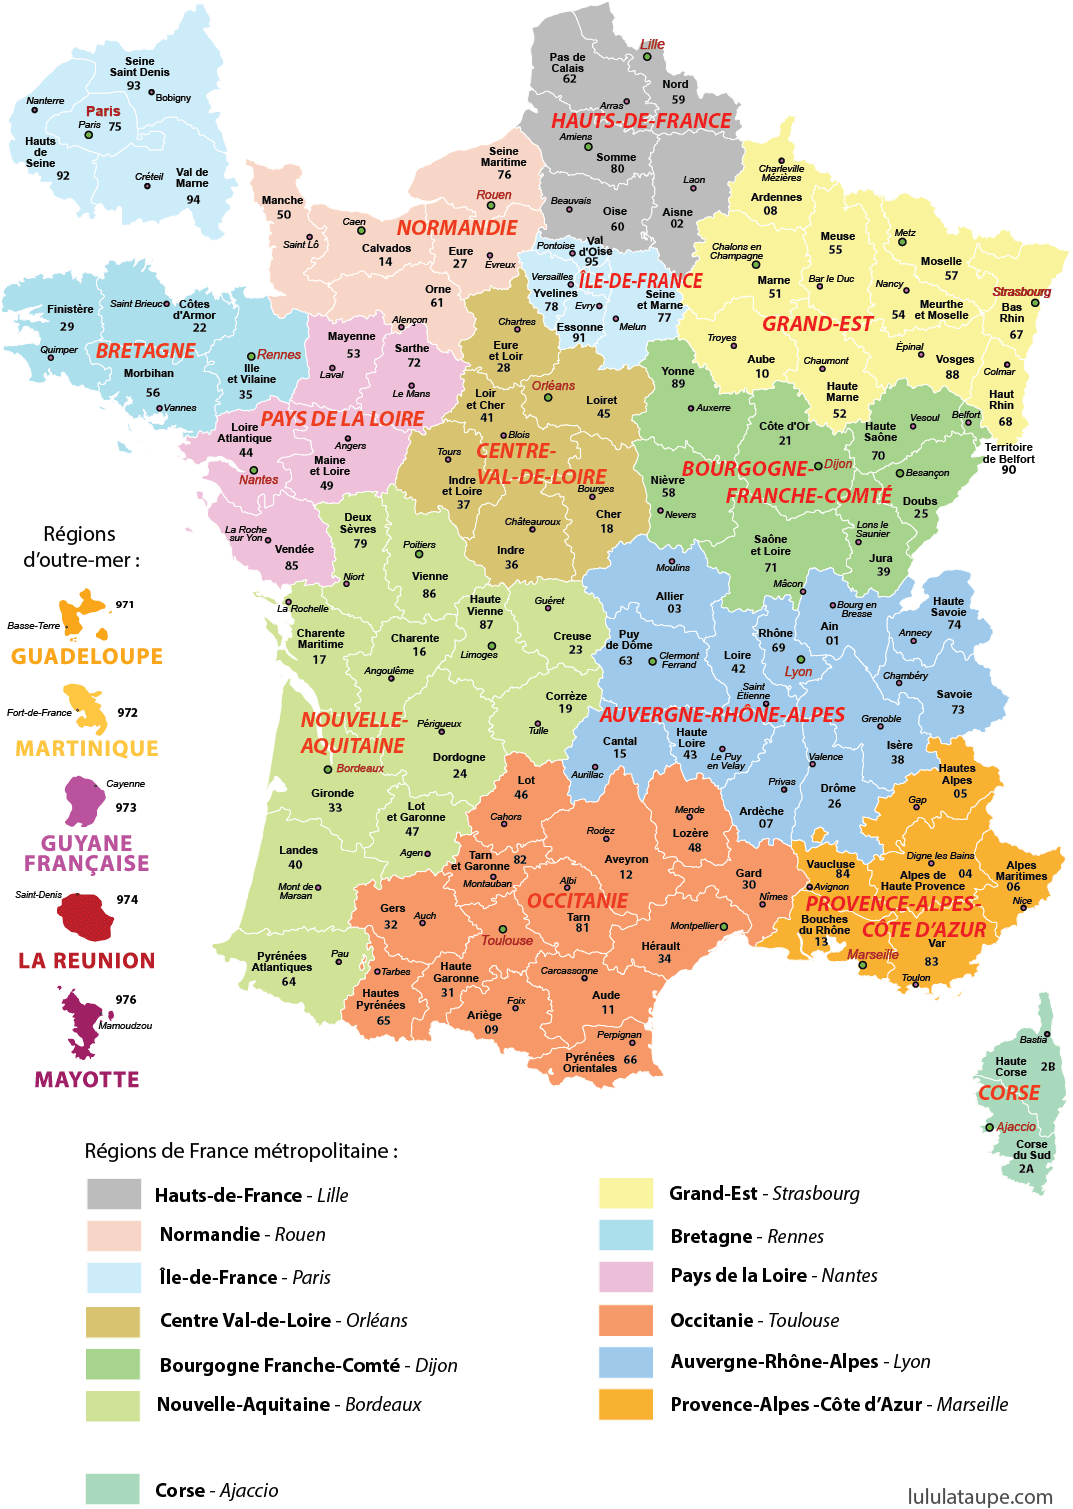 Seine
Saint Denis
93
Nanterre
Bobigny
Paris
Paris
75
Hauts
de Seine
92
Créteil
Val de
Marne
94
Lille
Pas de
Calais
62
Nord
59
Arras
HAUTS-DE-FRANCE
Amiens
Somme
80
Laon
Beauvais
Oise
60
Aisne
02
Seine
Maritime
76
Rouen
Manche
50
Caen
Saint Lô
NORMANDIE
Calvados
14
Eure
27
Evreux
Orne
61
Alençon
Pontoise
Val
d'Oise
95
Versailles
ÎLE-DE-FRANCE
Yvelines
78
Evry
Seine
et Marne
77
Melun
Essonne
91
Charleville
Mézières
Ardennes
08
Meuse
55
Metz
Chalons en
Champagne
Moselle
57
Marne
51
Bar le Duc
Nancy
Strasbourg
54
Meurthe
et Moselle
Bas
Rhin
67
GRAND-EST
Troyes
Aube
10
Chaumont
Épinal
Vosges
88
Colmar
Haute
Marne
52
Haut
Rhin
68
Finistère
29
Saint Brieuc
Côtes
d'Armor
22
Quimper
BRETAGNE
Rennes
Ille
et Vilaine
35
Morbihan
56
Vannes
Mayenne
53
Laval
Sarthe
72
Le Mans
PAYS DE LA LOIRE
Loire
Atlantique
44
Angers
Nantes
Maine
et Loire
49
La Roche
sur Yon
Vendée
85
Chartres
Eure
et Loir
28
Loir
et Cher
41
Orléans
Loiret
45
Blois
Tours
CENTRE-
VAL-DE-LOIRE
Indre
et Loire
37
Bourges
Cher
18
Châteauroux
Indre
36
Yonne
89
Auxerre
Côte d'Or
21
Haute
Saône
70
Vesoul
Belfort
Territoire
de Belfort
90
BOURGOGNE-
FRANCHE-COMTÉ
Dijon
Besançon
Nièvre
58
Nevers
Doubs
25
Saône
et Loire
71
Lons le
Saunier
Jura
39
Mâcon
Deux
Sèvres
79
Poitiers
Niort
Vienne
86
La Rochelle
Charente
Maritime
17
Charente
16
Angoulême
Haute
Vienne
87
Limoges
Guéret
Creuse
23
Corrèze
19
Tulle
NOUVELLE-
AQUITAINE
Périgueux
Dordogne
24
Bordeaux
Gironde
33
Lot
et Garonne
47
Agen
Landes
40
Mont de
Marsan
Pyrénées
Atlantiques
64
Pau
Moulins
Allier
03
Puy
de Dôme
63
Clermont
Ferrand
Loire
42
Rhône
69
Lyon
Ain
01
Bourg en
Bresse
Haute
Savoie
74
Annecy
Chambéry
Savoie
73
Saint
Étienne
AUVERGNE-RHÔNE-ALPES
Grenoble
Isère
38
Cantal
15
Aurillac
Haute
Loire
43
Le Puy
en Velay
Valence
Privas
Ardèche
07
Drôme
26
Lot
46
Cahors
Rodez
Aveyron
12
Mende
Lozère
48
Tarn
et Garonne
82
Montauban
Albi
OCCITANIE
Tarn
81
Gard
30
Nîmes
Gers
32
Auch
Toulouse
Montpellier
Hérault
34
Tarbes
Hautes
Pyrénées
65
Haute
Garonne
31
Carcassonne
Aude
11
Foix
Ariège
09
Perpignan
Pyrénées
Orientales
66
Hautes
Alpes
05
Gap
Vaucluse
84
Avignon
Digne les Bains
Alpes de
Haute Provence
04
Alpes
Maritimes
06
Nice
PROVENCE-ALPES-
CÔTE D'AZUR
Bouches
du Rhône
13
Marseille
Var
83
Toulon
Bastia
Haute
Corse
2B
CORSE
Ajaccio
Corse
du Sud
2A
Régions
d'outre-mer :
971
Basse-Terre
GUADELOUPE
Fort-de-France
972
MARTINIQUE
Cayenne
973
GUYANE
FRANÇAISE
Saint-Denis
974
LA REUNION
976
Mamoudzou
MAYOTTE
Régions de France métropolitaine :
Hauts-de-France - Lille
Normandie - Rouen
Île-de-France - Paris
Centre Val-de-Loire - Orléans
Bourgogne Franche-Comté - Dijon
Nouvelle-Aquitaine - Bordeaux
Corse - Ajaccio
Grand-Est - Strasbourg
Bretagne - Rennes
Pays de la Loire - Nantes
Occitanie - Toulouse
Auvergne-Rhône-Alpes - Lyon
Provence-Alpes -Côte d'Azur - Marseille
lululataupe.com